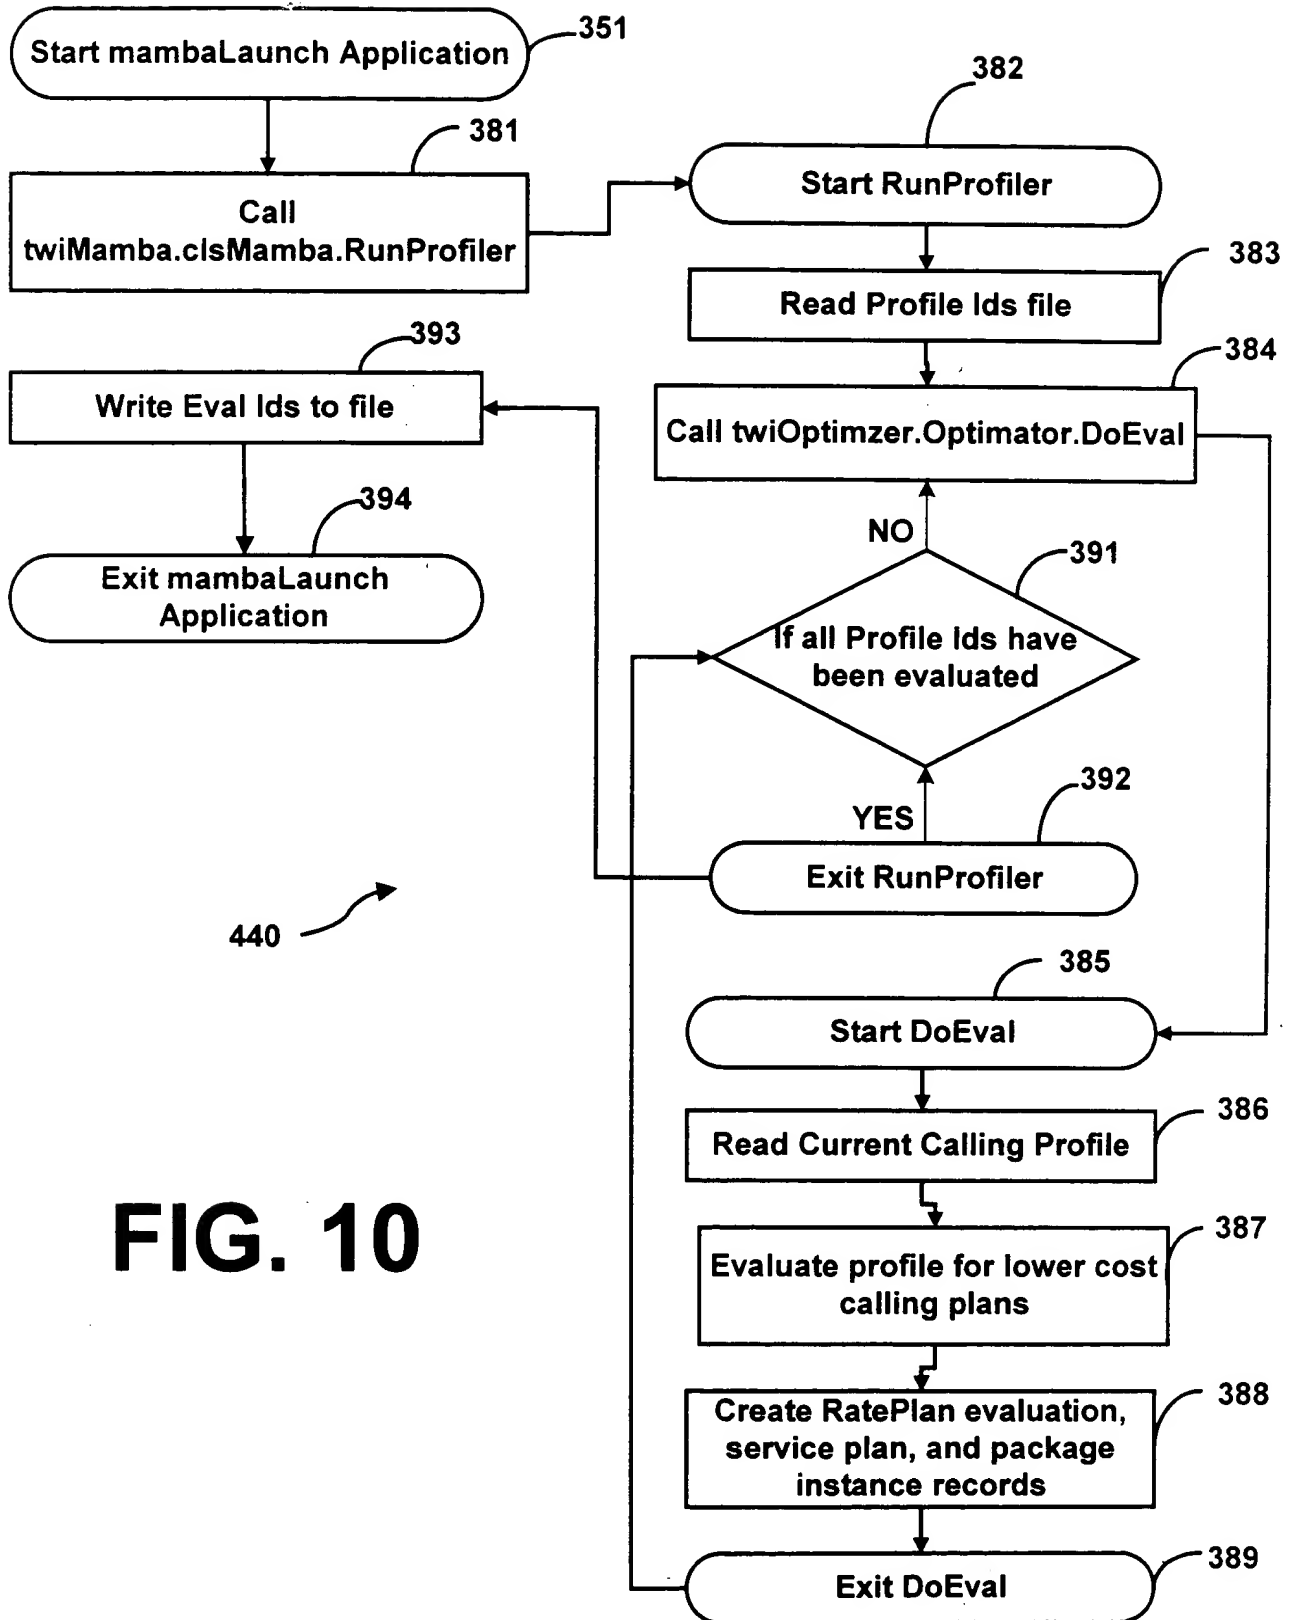 Start mambaLaunch Application
351
381
Call
twiMamba.clsMamba.RunProfiler
382
Start RunProfiler
383
Read Profile Ids file
384
Call twiOptimzer.Optimator.DoEval
393
Write Eval Ids to file
394
Exit mambaLaunch
Application
NO
391
If all Profile Ids have
been evaluated
YES
392
Exit RunProfiler
440
385
Start DoEval
386
Read Current Calling Profile
387
Evaluate profile for lower cost
calling plans
388
Create RatePlan evaluation,
service plan, and package
instance records
389
Exit DoEval
FIG. 10